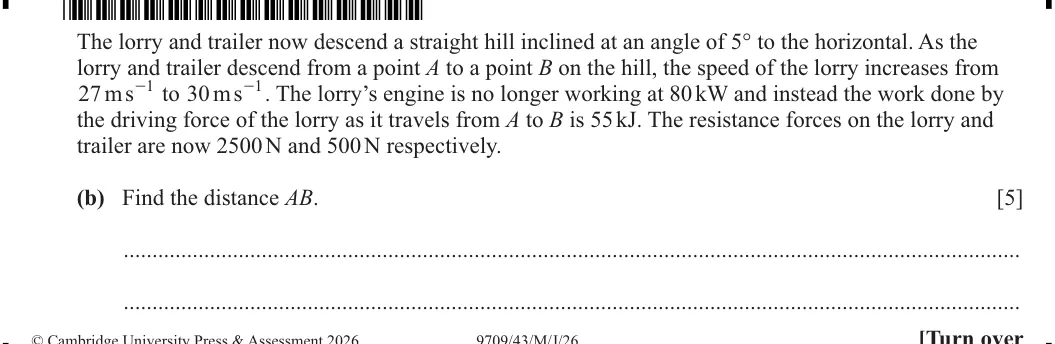 The lorry and trailer now descend a straight hill inclined at an angle of 5° to the horizontal. As the
lorry and trailer descend from a point A to a point B on the hill, the speed of the lorry increases from
27 m s⁻¹ to 30 m s⁻¹. The lorry’s engine is no longer working at 80 kW and instead the work done by
the driving force of the lorry as it travels from A to B is 55 kJ. The resistance forces on the lorry and
trailer are now 2500 N and 500 N respectively.
(b) Find the distance AB. [5]
© Cambridge University Press & Assessment 2026 9709/43/M/J/26 [Turn over